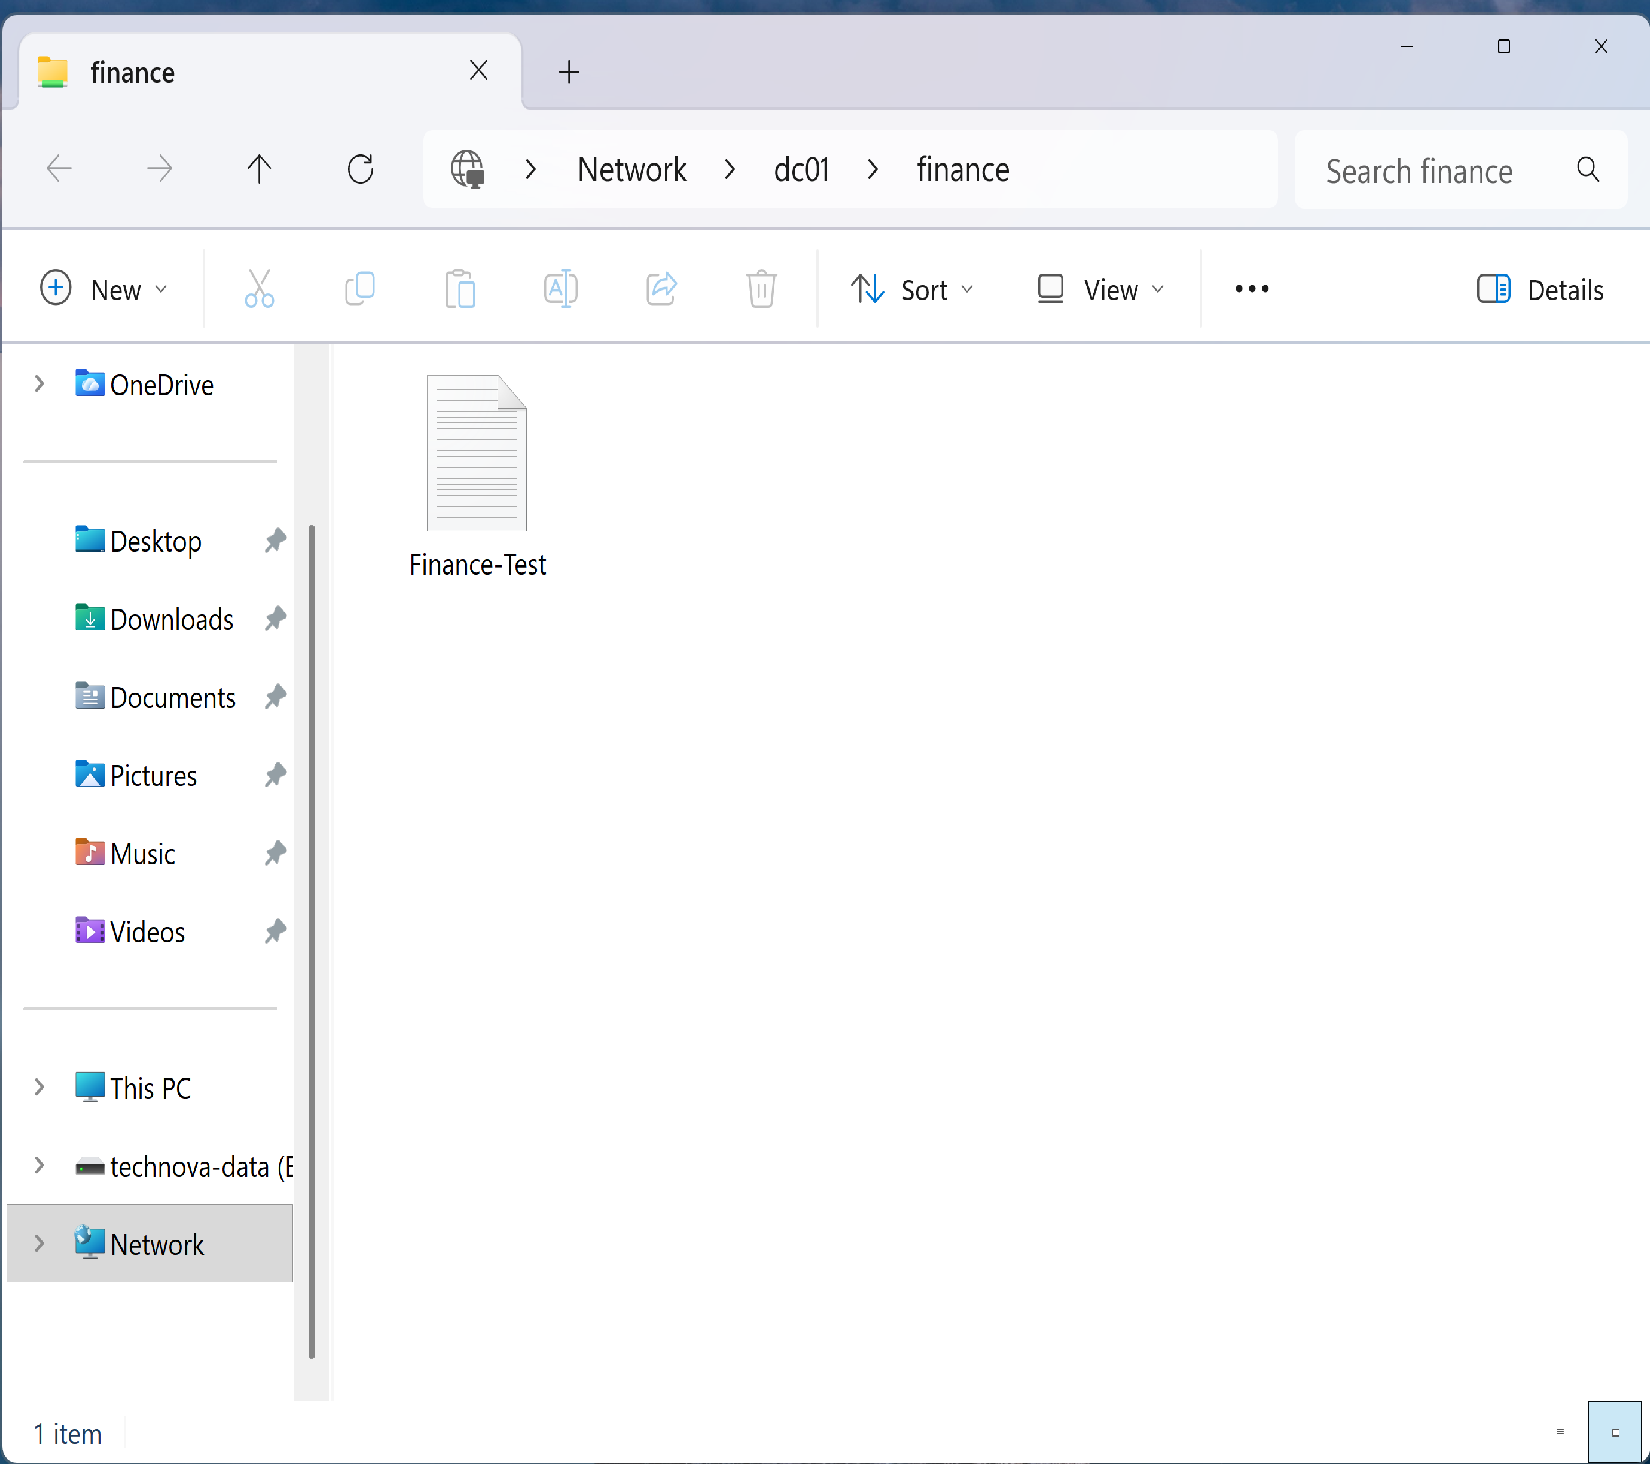 finance
Network
dc01
finance
Search finance
New
Sort
View
Details
OneDrive
Desktop
Downloads
Documents
Pictures
Music
Videos
This PC
technova-data (E
Network
Finance-Test
1 item